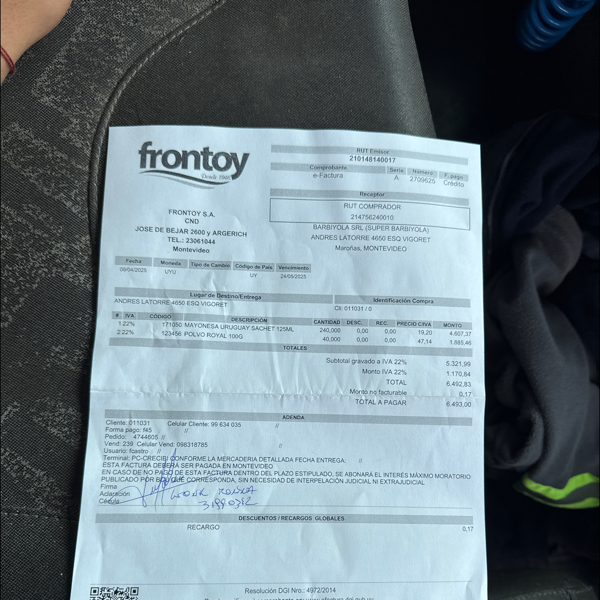 frontoy
Desde 1940
FRONTOY S.A.
CND
JOSE DE BEJAR 2600 y ARGERICH
TEL.: 23061044
Montevideo
RUT Emisor
210148140017
Comprobante Serie Número F. pago
e-Factura A 2709625 Crédito
Receptor
RUT COMPRADOR
214756240010
BARBIYOLA SRL (SUPER BARBIYOLA)
ANDRES LATORRE 4650 ESQ VIGORET
Maroñas, MONTEVIDEO
Fecha Moneda Tipo de Cambio Código de País Vencimiento
09/04/2025 UYU UY 24/05/2025
Lugar de Destino/Entrega Identificación Compra
ANDRES LATORRE 4650 ESQ VIGORET Cli: 011031 / 0
# IVA CÓDIGO DESCRIPCIÓN CANTIDAD DESC. REC. PRECIO C/IVA MONTO
1 22% 171050 MAYONESA URUGUAY SACHET 125ML 240,000 0,00 0,00 19,20 4.607,37
2 22% 123456 POLVO ROYAL 100G 40,000 0,00 0,00 47,14 1.885,46
TOTALES
Subtotal gravado a IVA 22% 5.321,99
Monto IVA 22% 1.170,84
TOTAL 6.492,83
Monto no facturable 0,17
TOTAL A PAGAR 6.493,00
ADENDA
Cliente: 011031 Celular Cliente: 99 634 035 //
Forma pago: f45 //
Pedido: 4744605 //
Vend: 238 Celular Vend: 098318785 //
Usuario: fcastro //
Terminal: PC-CRECIEL CONFORME LA MERCADERIA DETALLADA FECHA ENTREGA: //
ESTA FACTURA DEBERÁ SER PAGADA EN MONTEVIDEO
EN CASO DE NO PAGO DE ESTA FACTURA DENTRO DEL PLAZO ESTIPULADO, SE ABONARÁ EL INTERÉS MÁXIMO MORATORIO
PUBLICADO POR EL QUE CORRESPONDA, SIN NECESIDAD DE INTERPELACIÓN JUDICIAL NI EXTRAJUDICIAL
Firma
Aclaración
Cédula
DESCUENTOS / RECARGOS GLOBALES
RECARGO 0,17
Resolución DGI Nro.: 4972/2014